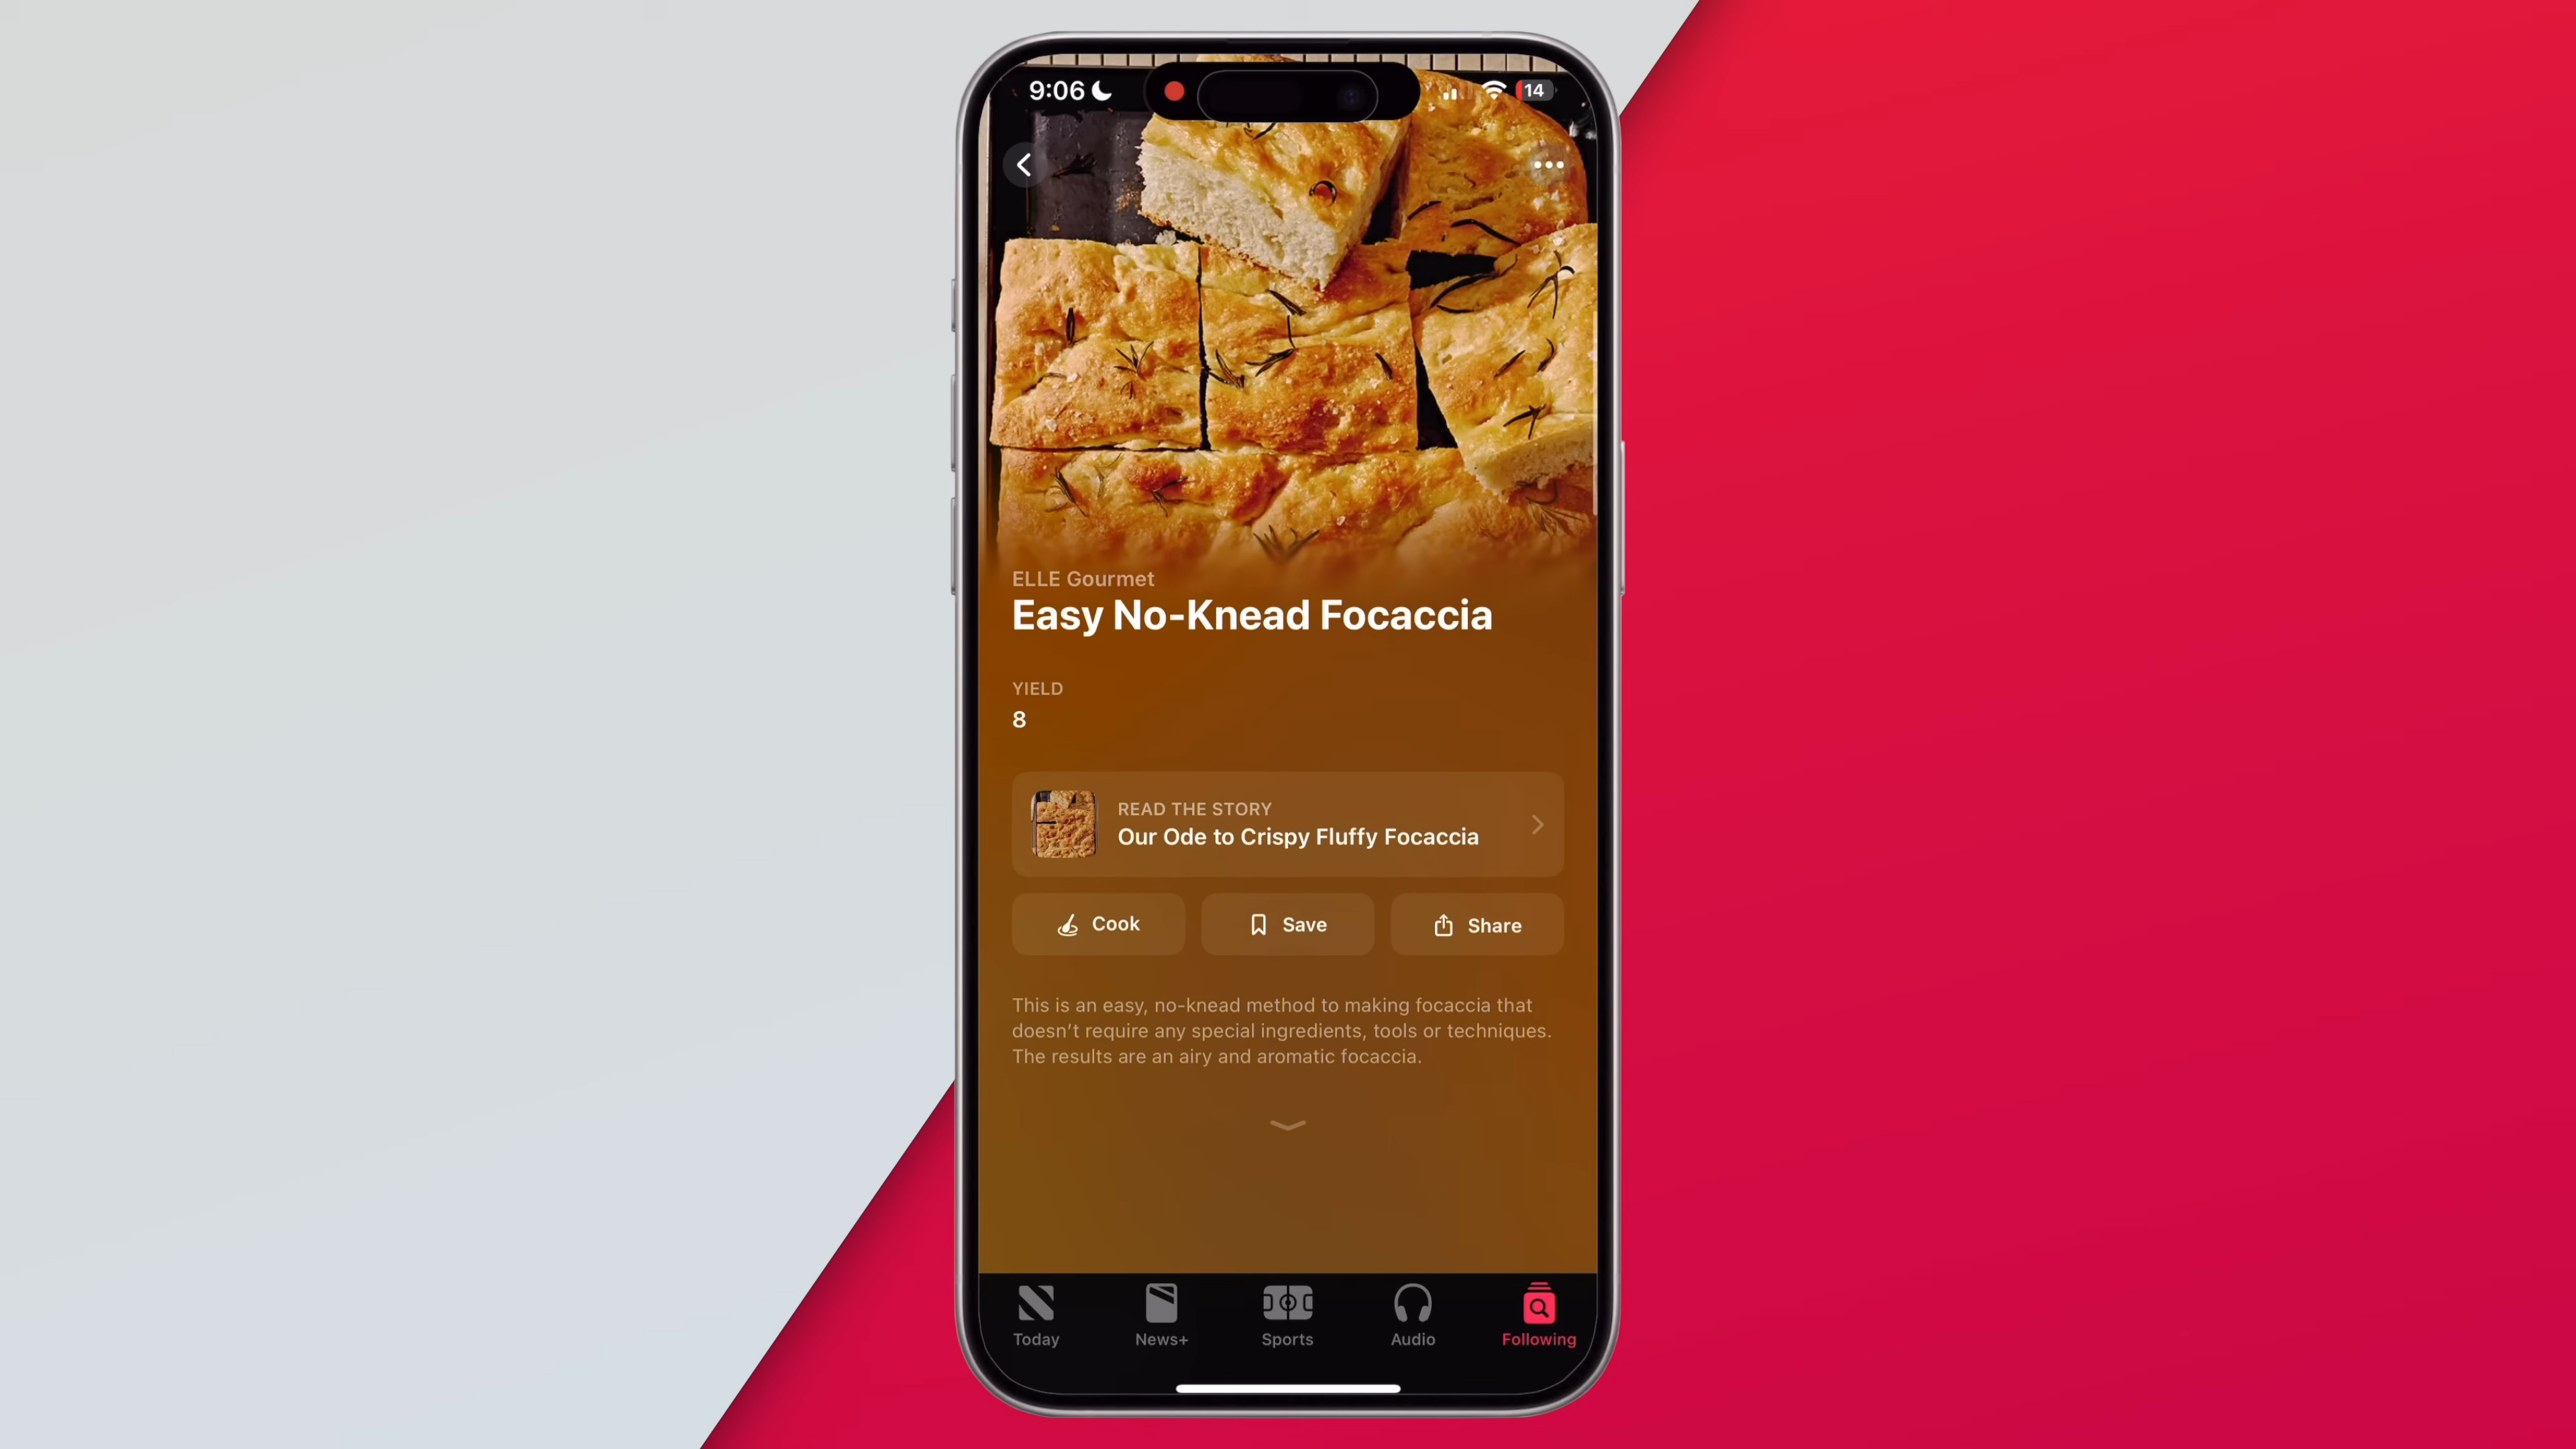 9:06
14
ELLE Gourmet
Easy No-Knead Focaccia
YIELD
8
READ THE STORY
Our Ode to Crispy Fluffy Focaccia
Cook
Save
Share
This is an easy, no-knead method to making focaccia that
doesn’t require any special ingredients, tools or techniques.
The results are an airy and aromatic focaccia.
Today
News+
Sports
Audio
Following